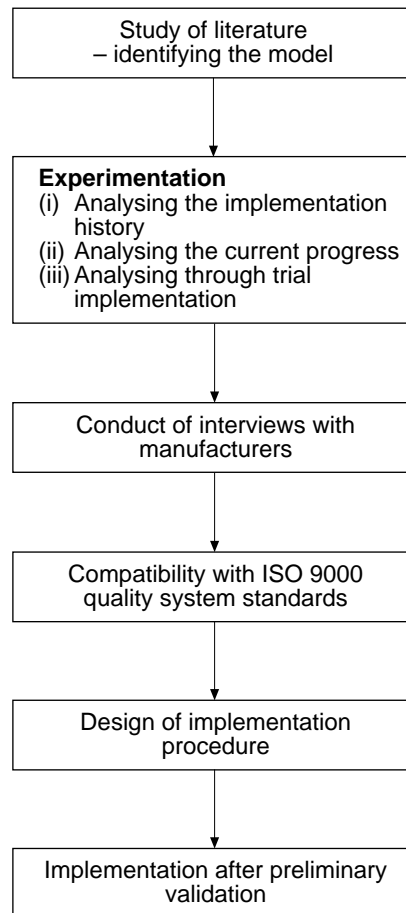 Study of literature
– identifying the model
Experimentation
(i) Analysing the implementation
history
(ii) Analysing the current progress
(iii) Analysing through trial
implementation
Conduct of interviews with
manufacturers
Compatibility with ISO 9000
quality system standards
Design of implementation
procedure
Implementation after preliminary
validation